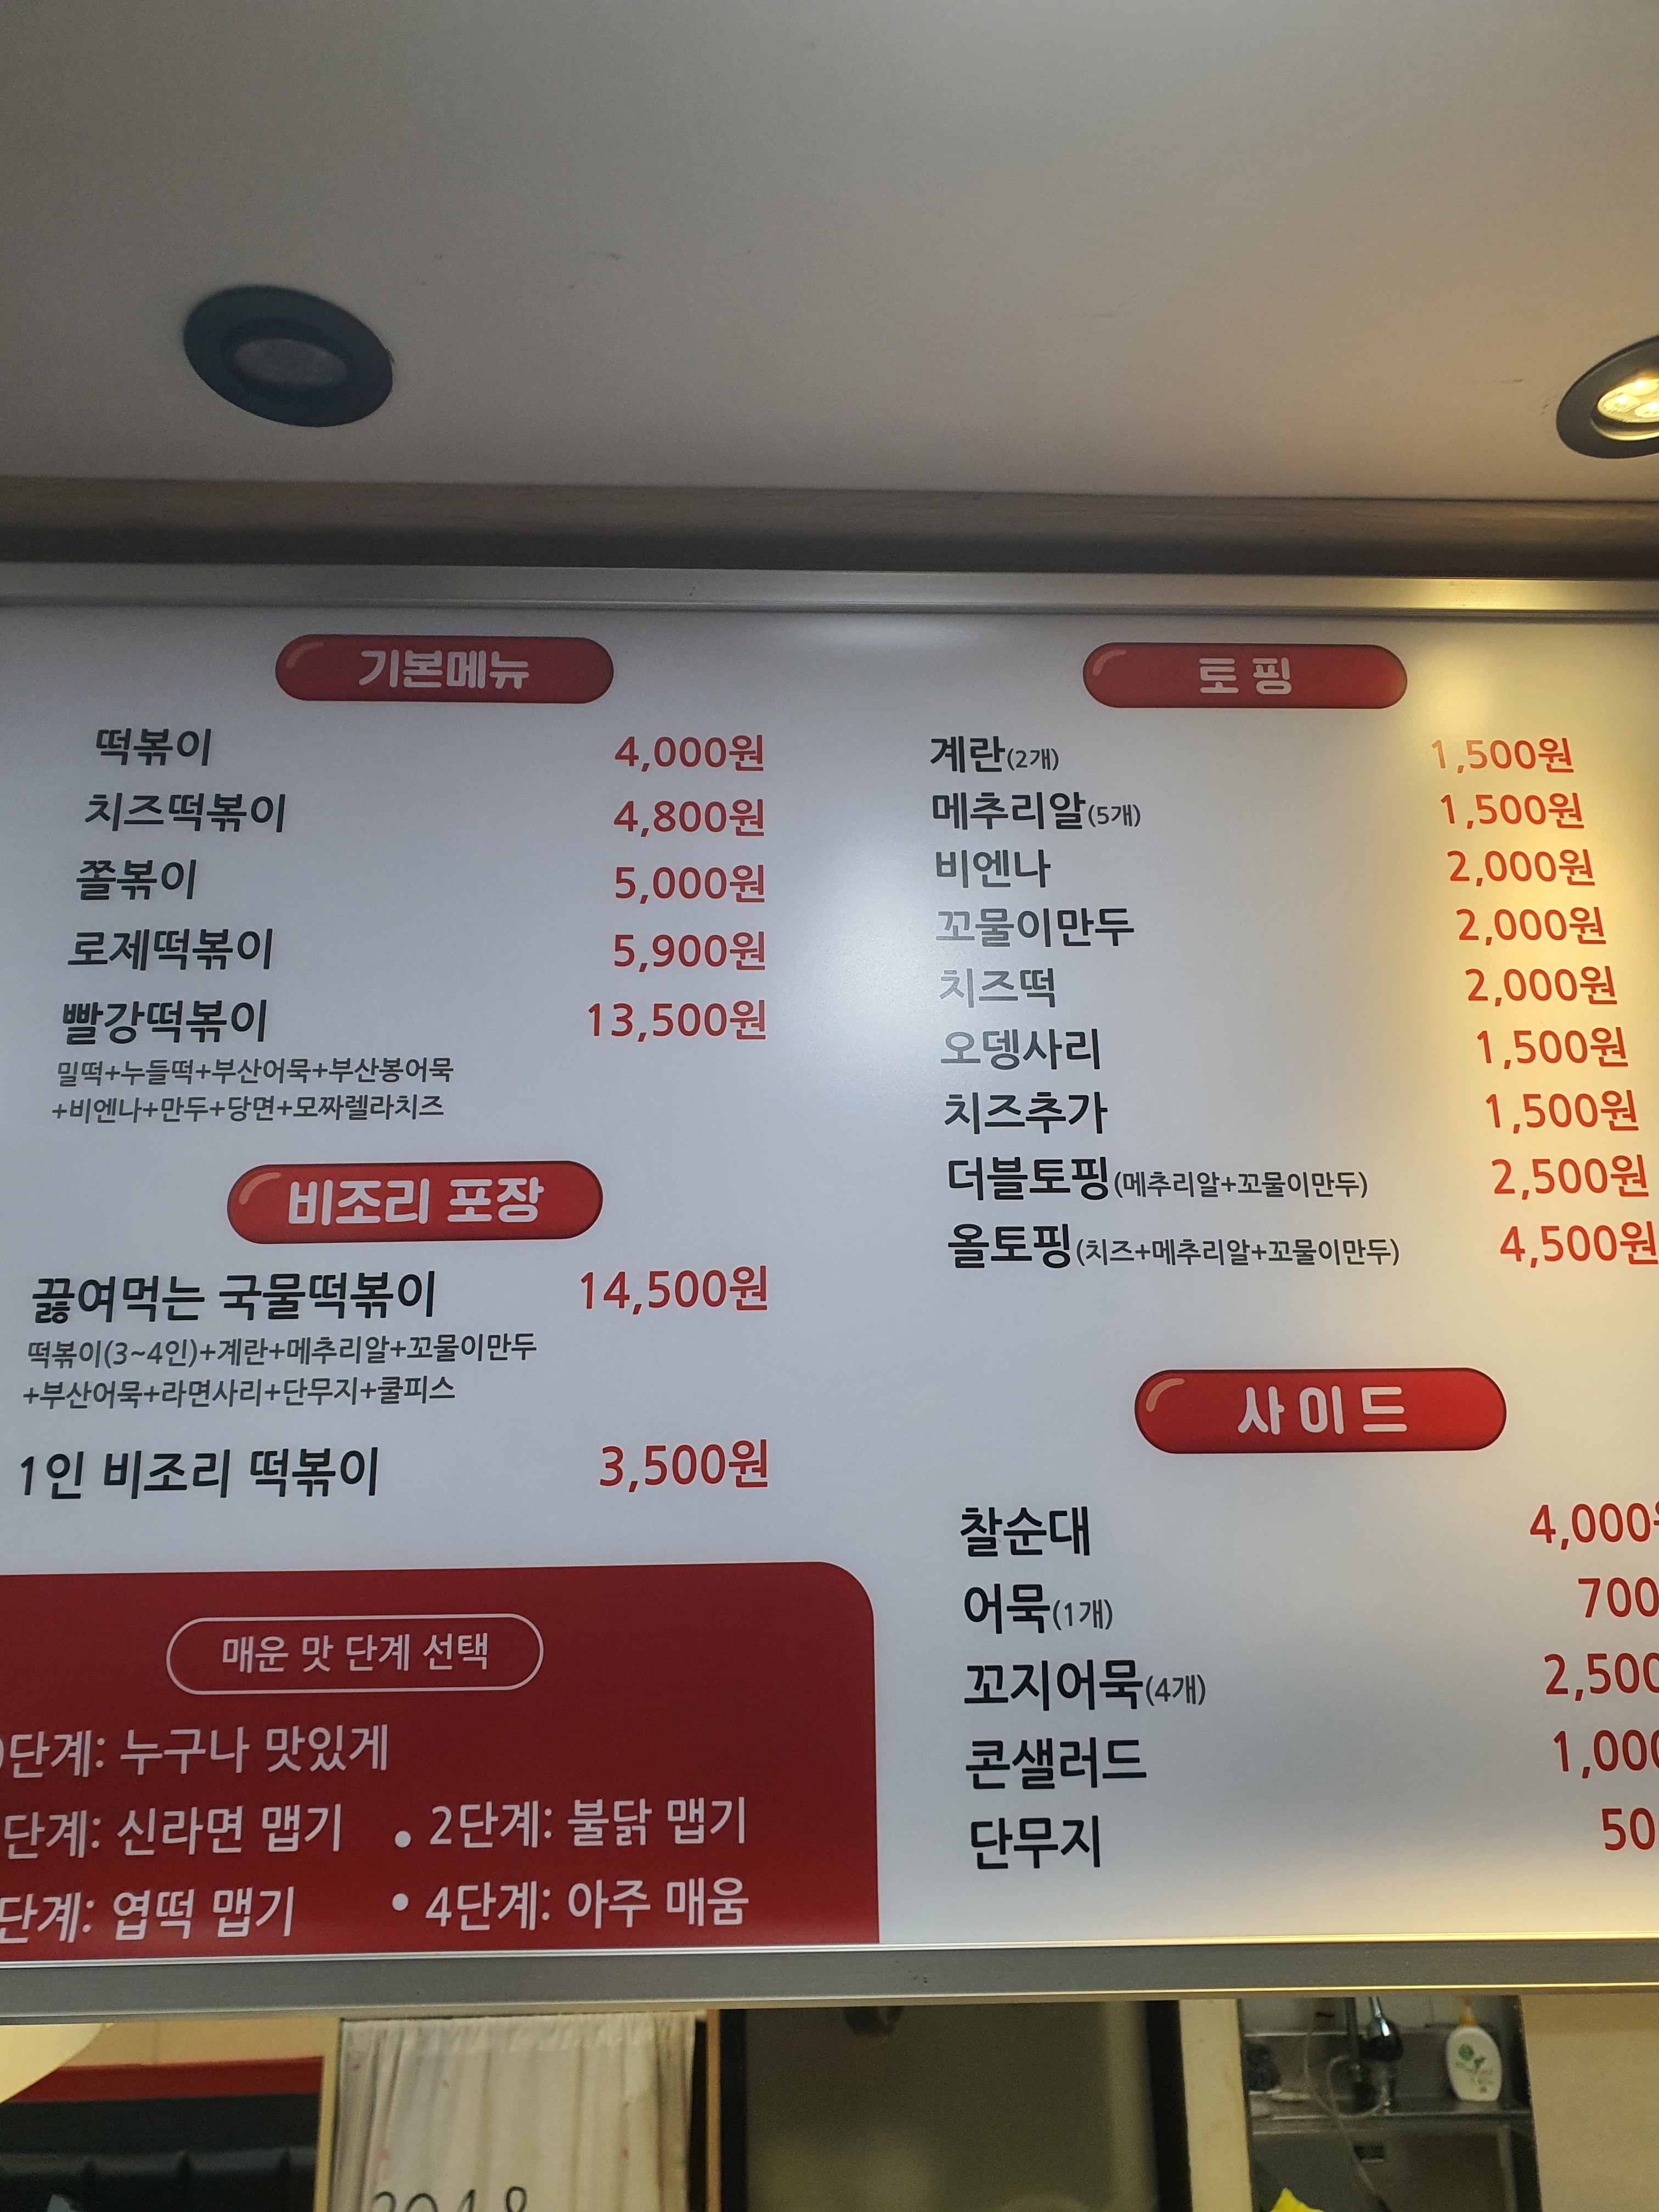 기본메뉴
떡볶이 4,000원
치즈떡볶이 4,800원
쫄볶이 5,000원
로제떡볶이 5,900원
빨강떡볶이 13,500원
밀떡+누들떡+부산어묵+부산봉어묵
+비엔나+만두+당면+모짜렐라치즈
비조리 포장
끓여먹는 국물떡볶이 14,500원
떡볶이(3~4인)+계란+메추리알+꼬물이만두
+부산어묵+라면사리+단무지+쿨피스
1인 비조리 떡볶이 3,500원
매운 맛 단계 선택
단계: 누구나 맛있게
단계: 신라면 맵기 • 2단계: 불닭 맵기
단계: 엽떡 맵기 • 4단계: 아주 매움
토핑
계란(2개) 1,500원
메추리알(5개) 1,500원
비엔나 2,000원
꼬물이만두 2,000원
치즈떡 2,000원
오뎅사리 1,500원
치즈추가 1,500원
더블토핑(메추리알+꼬물이만두) 2,500원
올토핑(치즈+메추리알+꼬물이만두) 4,500원
사이드
찰순대 4,000
어묵(1개) 700
꼬지어묵(4개) 2,500
콘샐러드 1,000
단무지 50